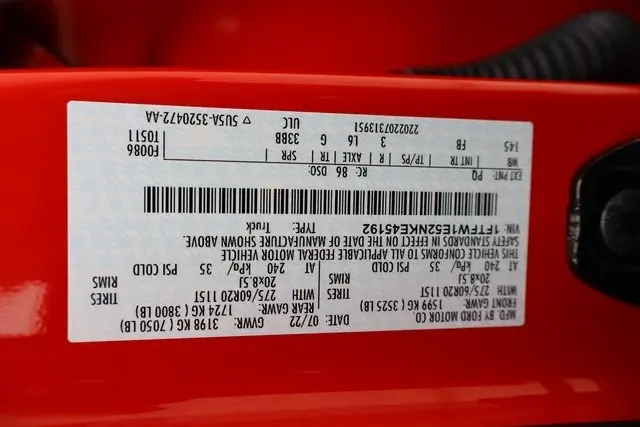 MFD. BY FORD MOTOR CO.
DATE: 07/22 GVWR: 3198 KG ( 7050 LB)
FRONT GAWR: 1599 KG ( 3525 LB) REAR GAWR: 1724 KG ( 3800 LB)
WITH 275/60R20 115T TIRES WITH 275/60R20 115T TIRES
20x8.5J RIMS 20x8.5J RIMS
AT 240 kPa/ 35 PSI COLD AT 240 kPa/ 35 PSI COLD
THIS VEHICLE CONFORMS TO ALL APPLICABLE FEDERAL MOTOR VEHICLE
SAFETY STANDARDS IN EFFECT ON THE DATE OF MANUFACTURE SHOWN ABOVE.
VIN: 1FTFW1E52NKE45192 TYPE: Truck
EXT PNT: PQ RC: 86 DSO:
WB INT TR TP/PS R AXLE TR SPR F0086
145 FB 3 L6 G 33BB T0511
2202207313951 ULC ▽ 5U5A-3520472-AA